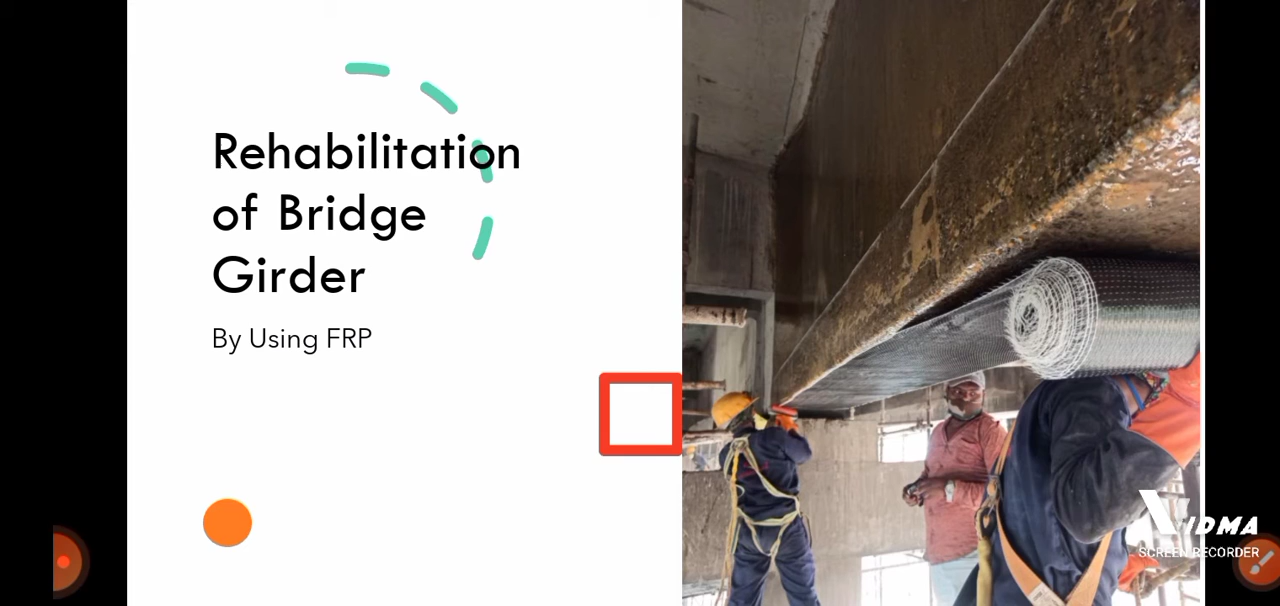 Rehabilitation
of Bridge
Girder
By Using FRP
VIDMA
SCREEN RECORDER